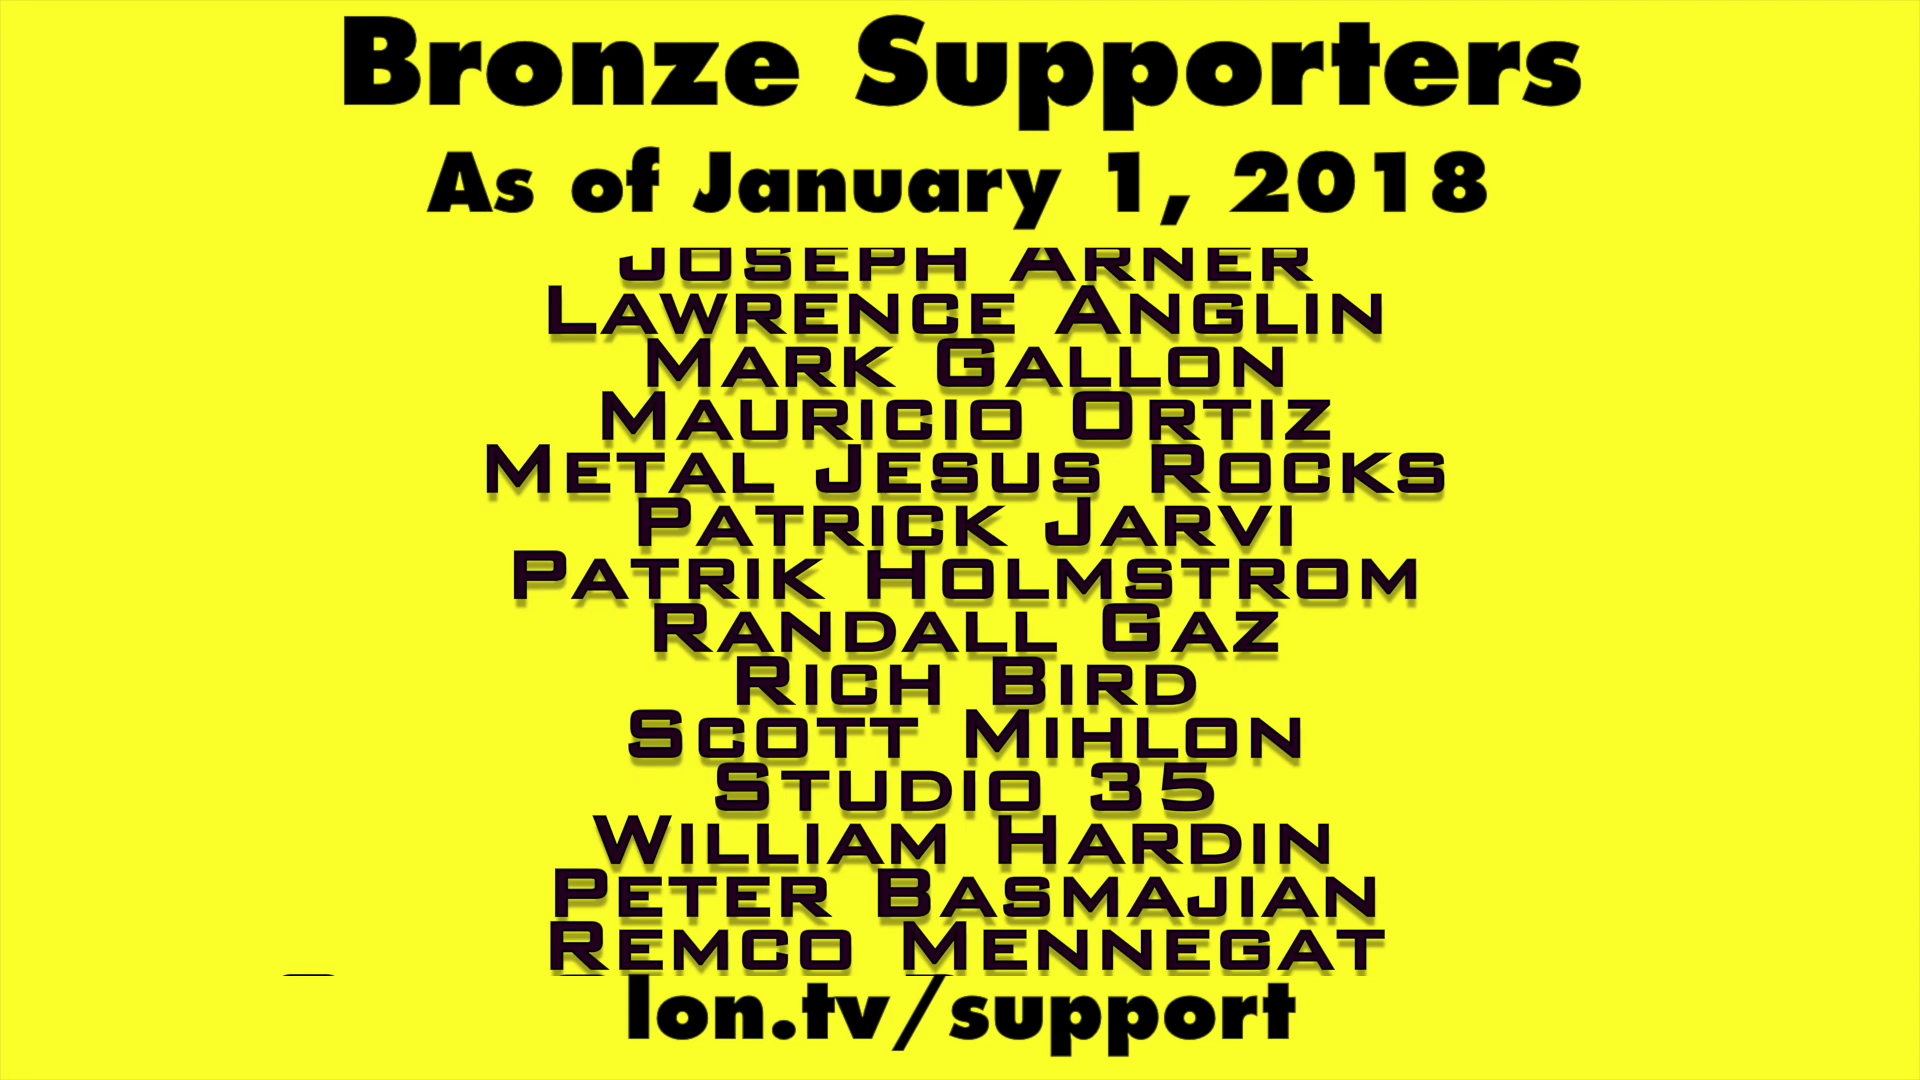 Bronze Supporters
As of January 1, 2018
Joseph Arner
Lawrence Anglin
Mark Gallon
Mauricio Ortiz
Metal Jesus Rocks
Patrick Jarvi
Patrik Holmstrom
Randall Gaz
Rich Bird
Scott Mihlon
Studio 35
William Hardin
Peter Basmajian
Remco Mennegat
lon.tv/support